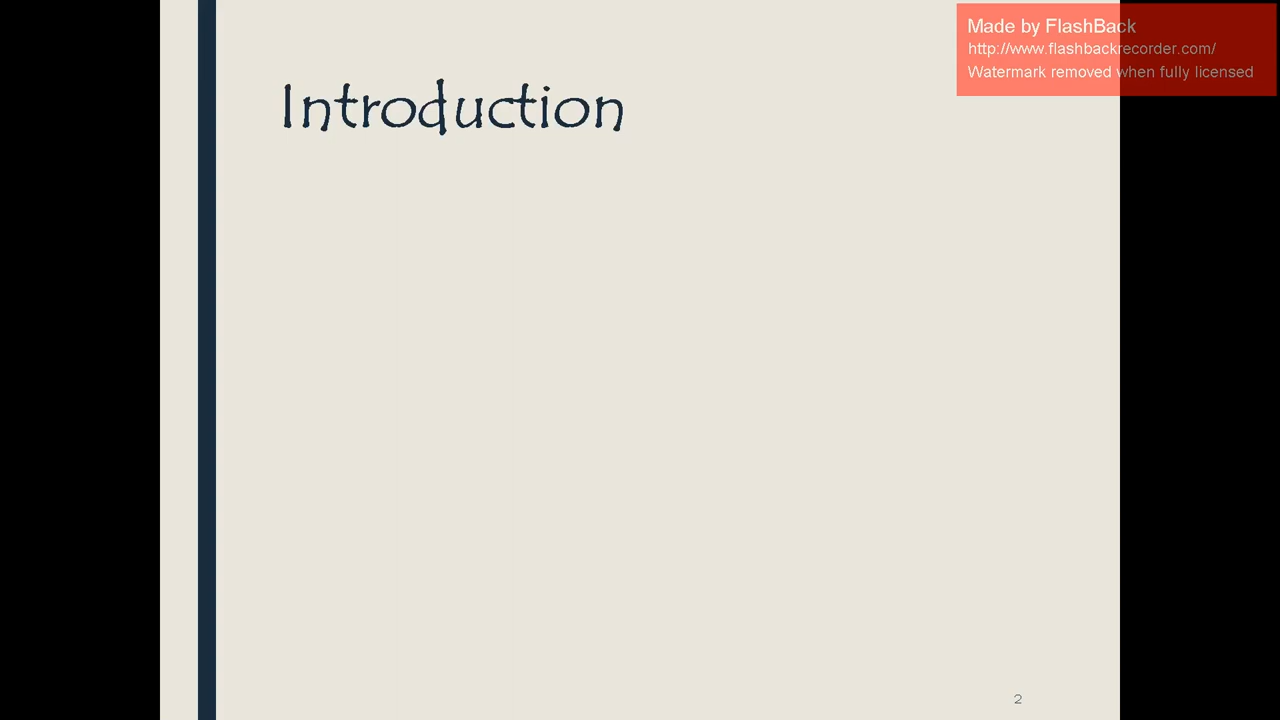 Made by FlashBack
http://www.flashbackrecorder.com/
Watermark removed when fully licensed
Introduction
2